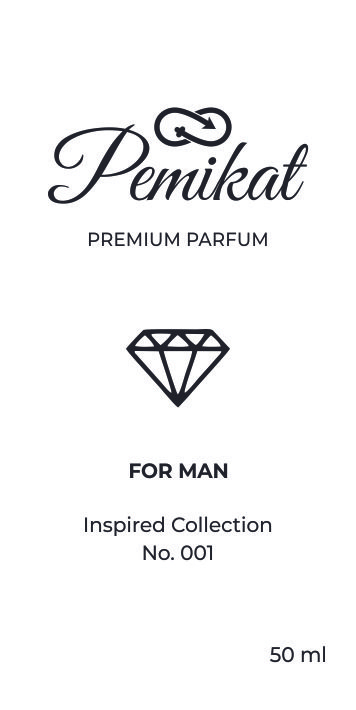 Pemikat
PREMIUM PARFUM
FOR MAN
Inspired Collection
No. 001
50 ml